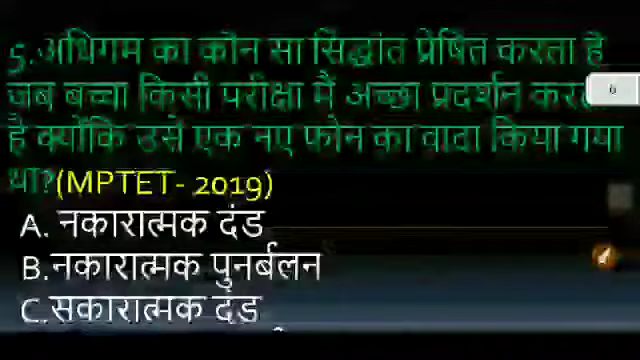 5.अधिगम का कौन सा सिद्धांत प्रेषित करता है
जब बच्चा किसी परीक्षा में अच्छा प्रदर्शन करता
है क्योंकि उसे एक नए फोन का वादा किया गया
था?(MPTET- 2019)
A. नकारात्मक दंड
B.नकारात्मक पुनर्बलन
C.सकारात्मक दंड